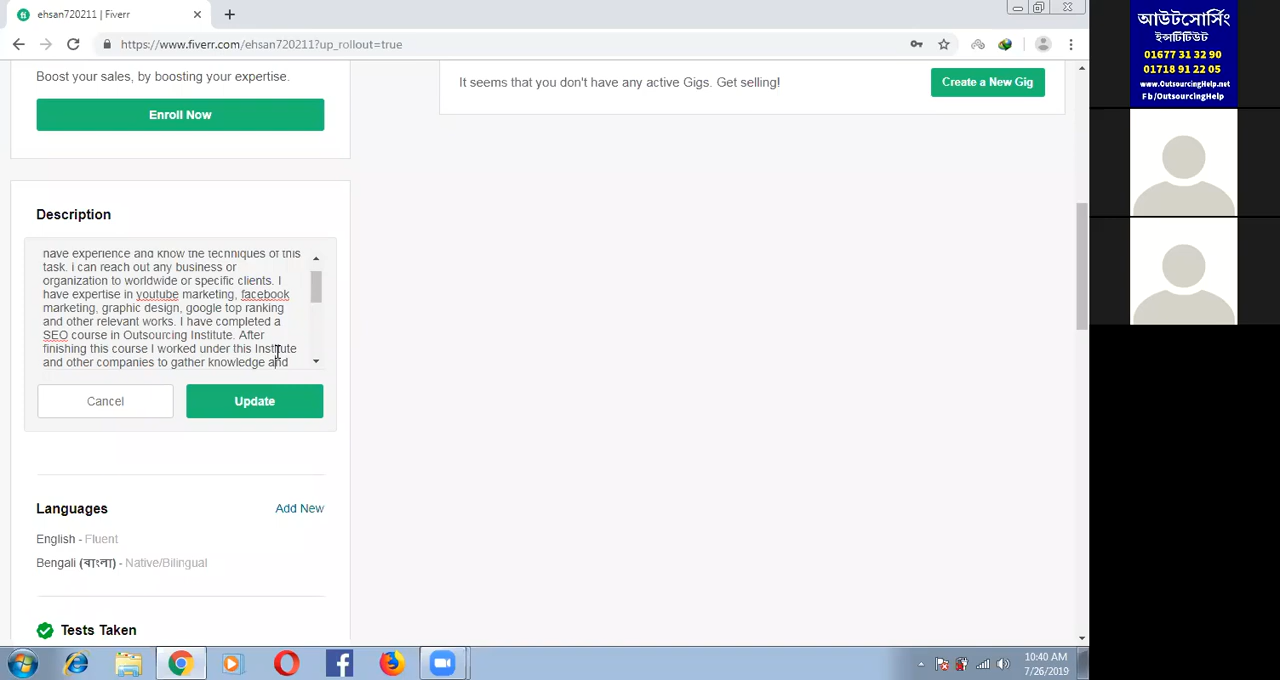 ehsan720211 | Fiverr
https://www.fiverr.com/ehsan720211?up_rollout=true
Boost your sales, by boosting your expertise.
Enroll Now
It seems that you don't have any active Gigs. Get selling!
Create a New Gig
Description
have experience and know the techniques of this
task. i can reach out any business or
organization to worldwide or specific clients. I
have expertise in youtube marketing, facebook
marketing, graphic design, google top ranking
and other relevant works. I have completed a
SEO course in Outsourcing Institute. After
finishing this course I worked under this Institute
and other companies to gather knowledge and
Cancel
Update
Languages
Add New
English - Fluent
Bengali (বাংলা) - Native/Bilingual
Tests Taken
10:40 AM
7/26/2019
আউটসোর্সিং
ইন্সটিটিউট
01677 31 32 90
01718 91 22 05
www.OutsourcingHelp.net
Fb/OutsourcingHelp